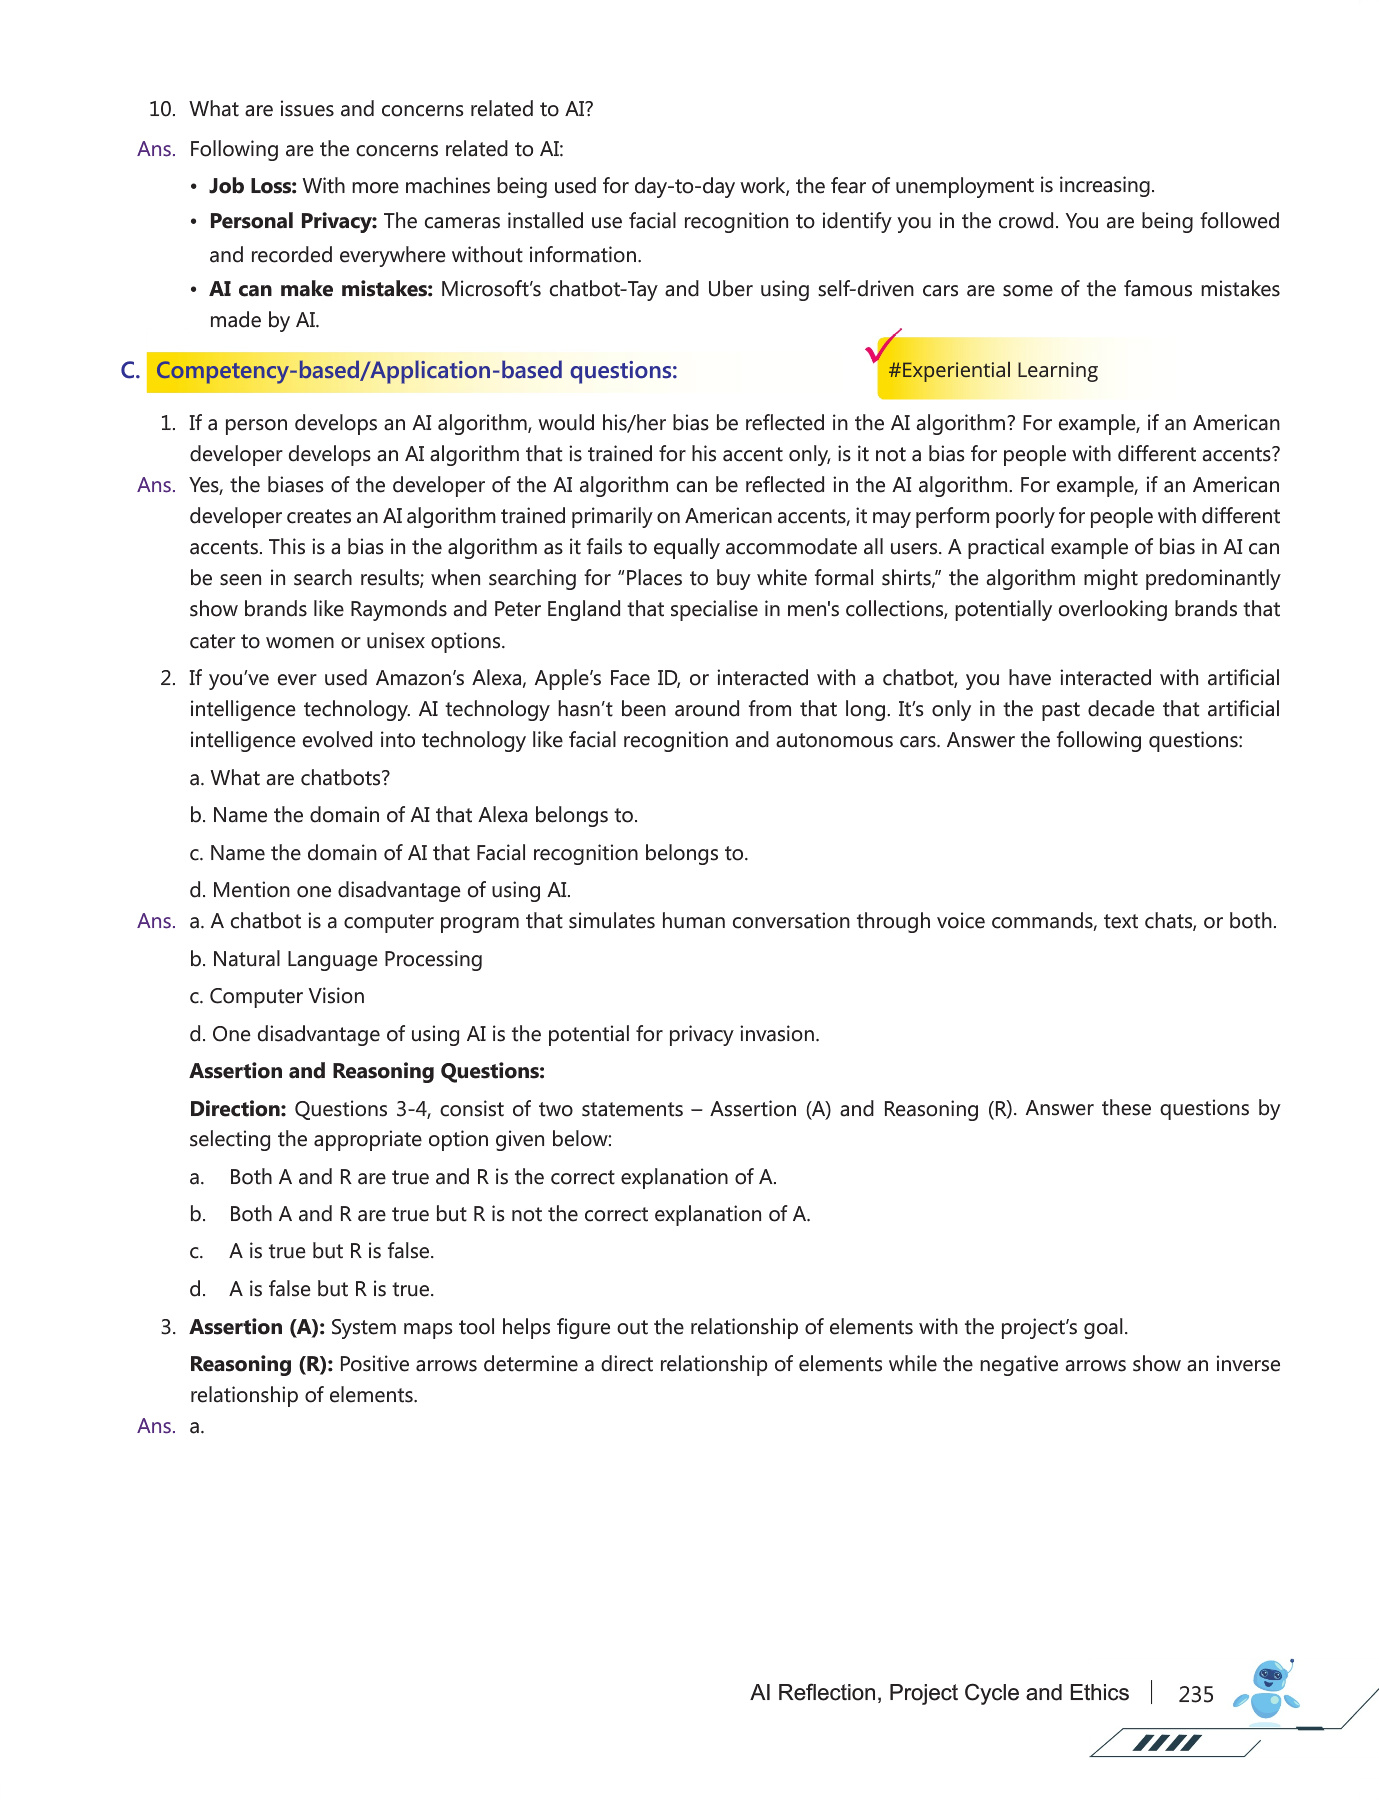 10. What are issues and concerns related to AI?
Ans. Following are the concerns related to AI:
• Job Loss: With more machines being used for day-to-day work, the fear of unemployment is increasing.
• Personal Privacy: The cameras installed use facial recognition to identify you in the crowd. You are being followed
and recorded everywhere without information.
• AI can make mistakes: Microsoft’s chatbot-Tay and Uber using self-driven cars are some of the famous mistakes
made by AI.
C. Competency-based/Application-based questions:
#Experiential Learning
1. If a person develops an AI algorithm, would his/her bias be reflected in the AI algorithm? For example, if an American
developer develops an AI algorithm that is trained for his accent only, is it not a bias for people with different accents?
Ans. Yes, the biases of the developer of the AI algorithm can be reflected in the AI algorithm. For example, if an American
developer creates an AI algorithm trained primarily on American accents, it may perform poorly for people with different
accents. This is a bias in the algorithm as it fails to equally accommodate all users. A practical example of bias in AI can
be seen in search results; when searching for “Places to buy white formal shirts,” the algorithm might predominantly
show brands like Raymonds and Peter England that specialise in men's collections, potentially overlooking brands that
cater to women or unisex options.
2. If you’ve ever used Amazon’s Alexa, Apple’s Face ID, or interacted with a chatbot, you have interacted with artificial
intelligence technology. AI technology hasn’t been around from that long. It’s only in the past decade that artificial
intelligence evolved into technology like facial recognition and autonomous cars. Answer the following questions:
a. What are chatbots?
b. Name the domain of AI that Alexa belongs to.
c. Name the domain of AI that Facial recognition belongs to.
d. Mention one disadvantage of using AI.
Ans. a. A chatbot is a computer program that simulates human conversation through voice commands, text chats, or both.
b. Natural Language Processing
c. Computer Vision
d. One disadvantage of using AI is the potential for privacy invasion.
Assertion and Reasoning Questions:
Direction: Questions 3-4, consist of two statements – Assertion (A) and Reasoning (R). Answer these questions by
selecting the appropriate option given below:
a. Both A and R are true and R is the correct explanation of A.
b. Both A and R are true but R is not the correct explanation of A.
c. A is true but R is false.
d. A is false but R is true.
3. Assertion (A): System maps tool helps figure out the relationship of elements with the project’s goal.
Reasoning (R): Positive arrows determine a direct relationship of elements while the negative arrows show an inverse
relationship of elements.
Ans. a.
AI Reflection, Project Cycle and Ethics 235